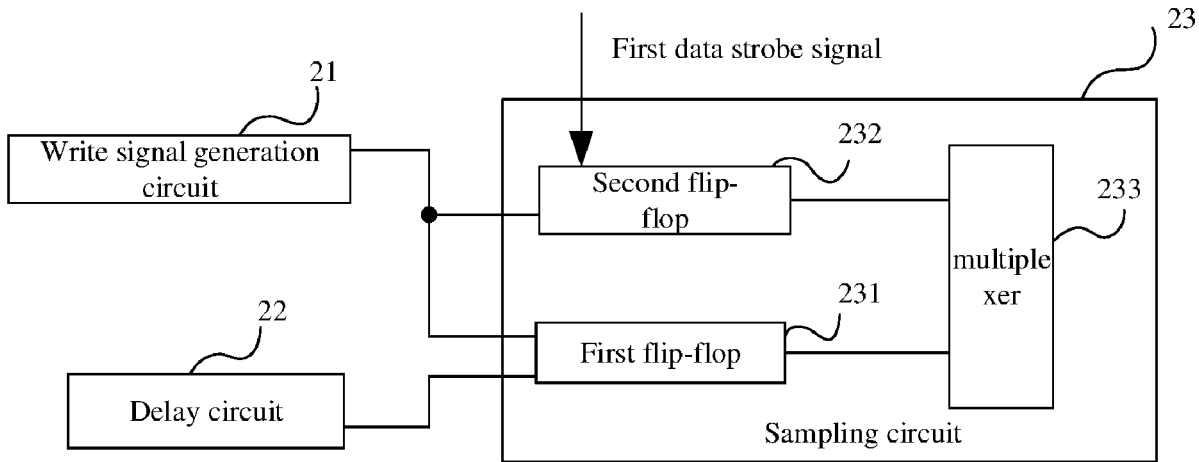 23
First data strobe signal
21
Write signal generation
circuit
232
Second flip-
flop
233
multiple
xer
231
First flip-flop
22
Delay circuit
Sampling circuit